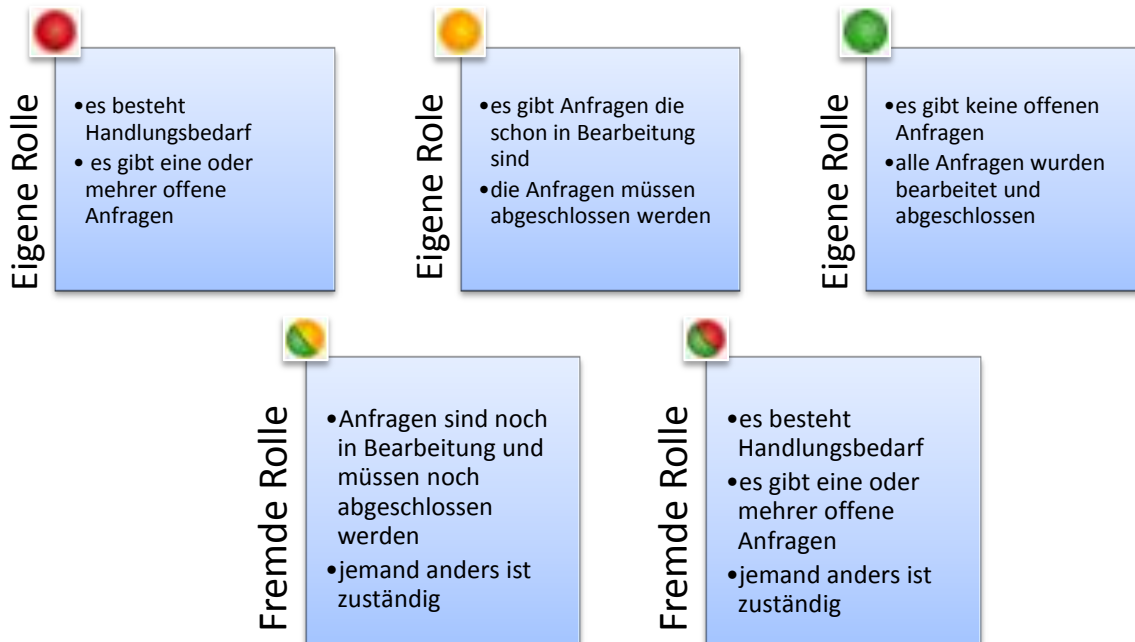 Eigene Rolle
•es besteht
Handlungsbedarf
• es gibt eine oder
mehrer offene
Anfragen
Eigene Role
•es gibt Anfragen die
schon in Bearbeitung
sind
•die Anfragen müssen
abgeschlossen werden
Eigene Rolle
•es gibt keine offenen
Anfragen
•alle Anfragen wurden
bearbeitet und
abgeschlossen
Fremde Rolle
•Anfragen sind noch
in Bearbeitung und
müssen noch
abgeschlossen
werden
•jemand anders ist
zuständig
Fremde Rolle
•es besteht
Handlungsbedarf
•es gibt eine oder
mehrer offene
Anfragen
•jemand anders ist
zuständig